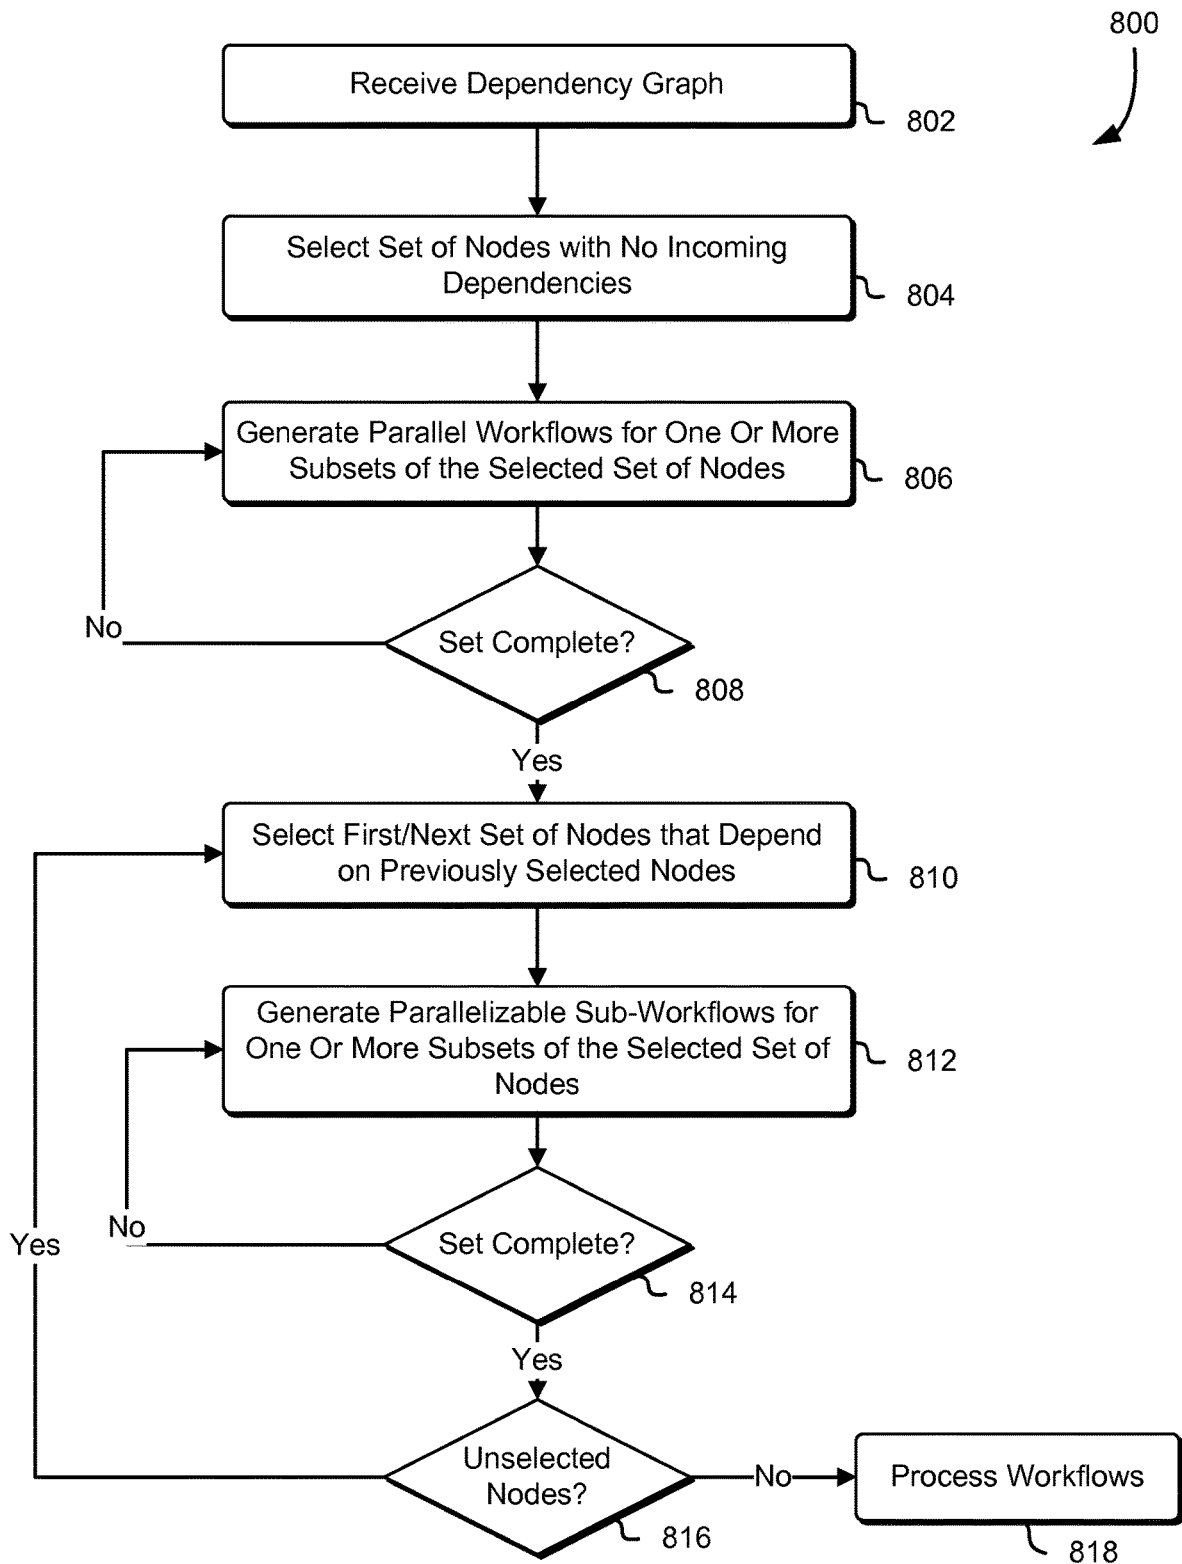 800
Receive Dependency Graph
802
Select Set of Nodes with No Incoming
Dependencies
804
Generate Parallel Workflows for One Or More
Subsets of the Selected Set of Nodes
806
No
Set Complete?
808
Yes
Select First/Next Set of Nodes that Depend
on Previously Selected Nodes
810
Generate Parallelizable Sub-Workflows for
One Or More Subsets of the Selected Set of
Nodes
812
No
Yes
Set Complete?
814
Yes
Unselected
Nodes?
816
No
Process Workflows
818